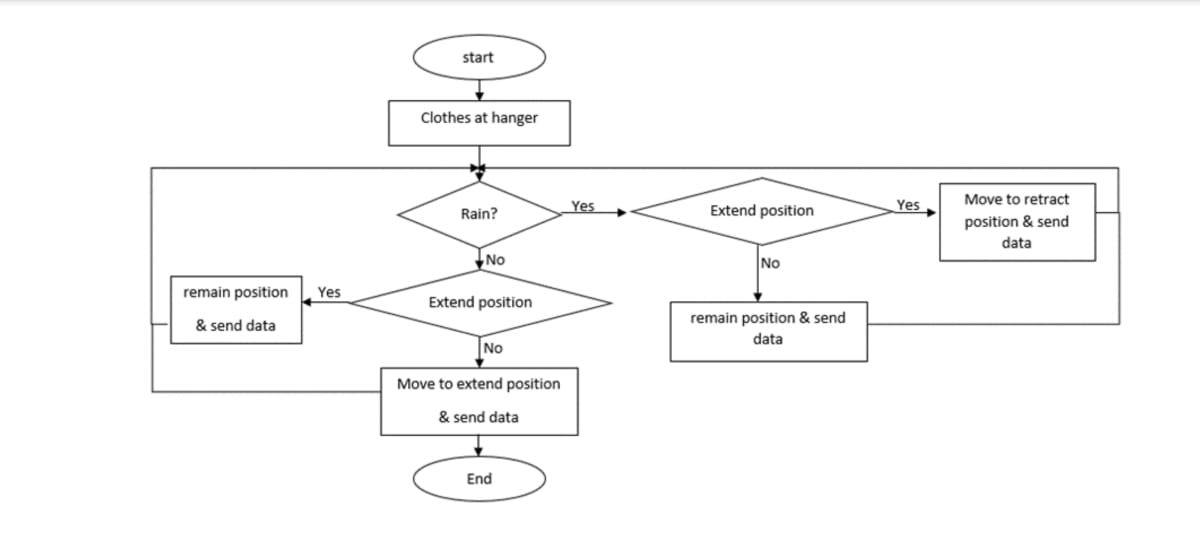 start
Clothes at hanger
Rain?
Yes
Extend position
Yes
Move to retract
position & send
data
No
No
remain position
& send data
Yes
Extend position
remain position & send
data
No
Move to extend position
& send data
End